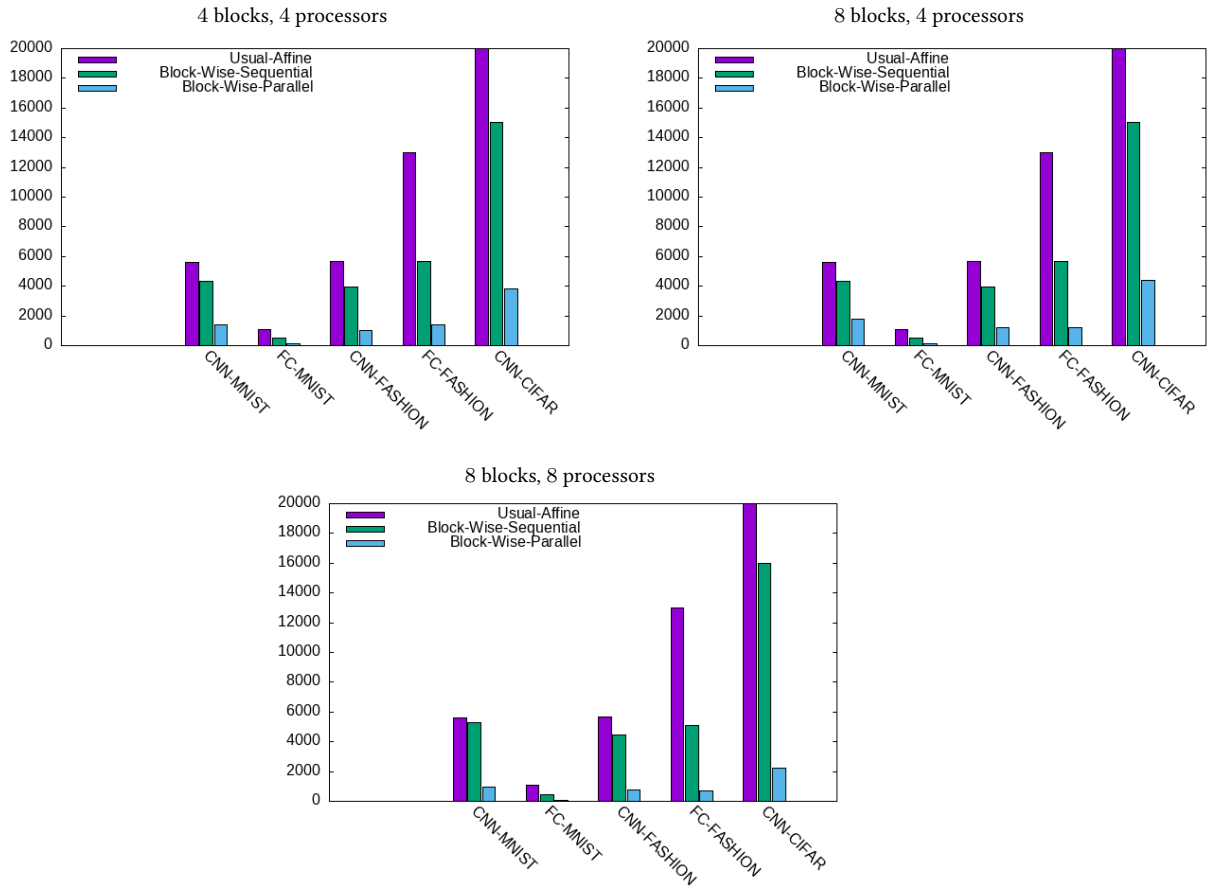 4 blocks, 4 processors
20000
18000
16000
14000
12000
10000
8000
6000
4000
2000
0
Usual-Affine
Block-Wise-Sequential
Block-Wise-Parallel
CNN-MNIST
FC-MNIST
CNN-FASHION
FC-FASHION
CNN-CIFAR
8 blocks, 4 processors
20000
18000
16000
14000
12000
10000
8000
6000
4000
2000
0
Usual-Affine
Block-Wise-Sequential
Block-Wise-Parallel
CNN-MNIST
FC-MNIST
CNN-FASHION
FC-FASHION
CNN-CIFAR
8 blocks, 8 processors
20000
18000
16000
14000
12000
10000
8000
6000
4000
2000
0
Usual-Affine
Block-Wise-Sequential
Block-Wise-Parallel
CNN-MNIST
FC-MNIST
CNN-FASHION
FC-FASHION
CNN-CIFAR